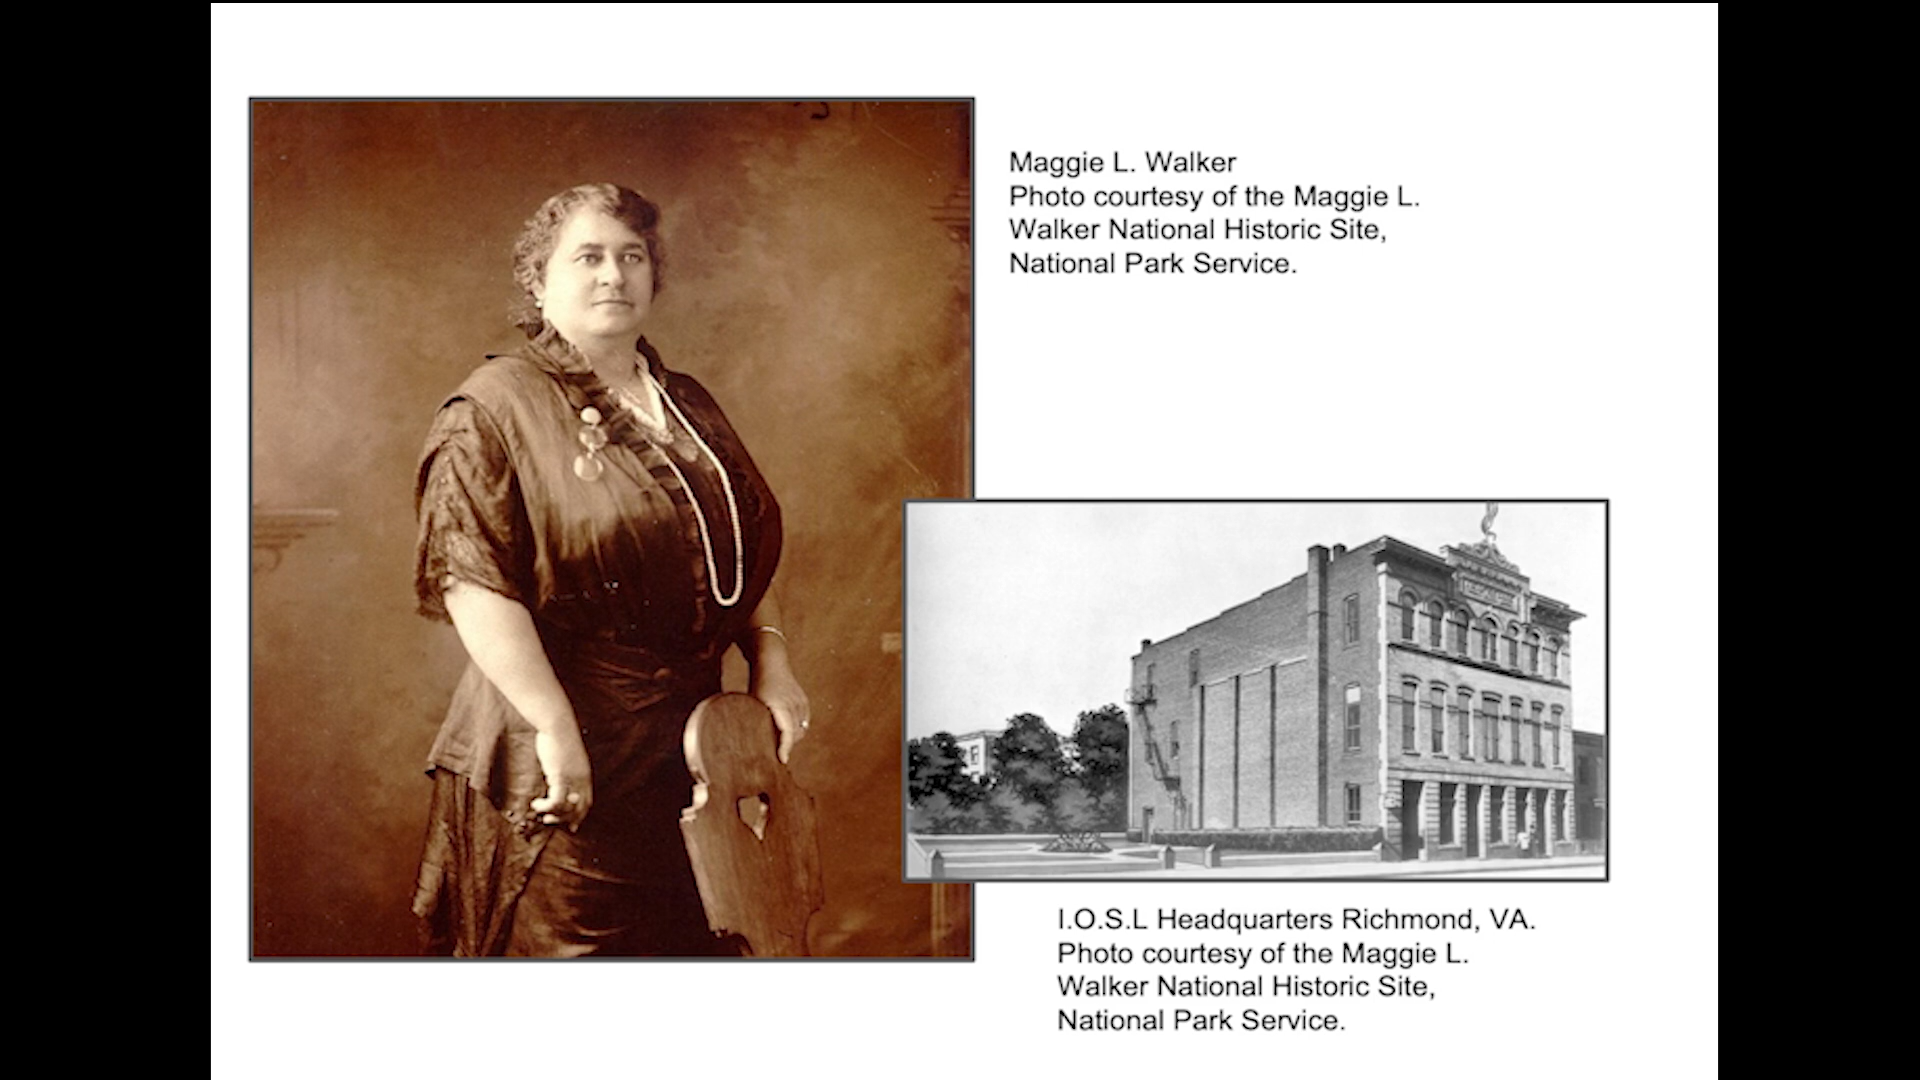 Maggie L. Walker
Photo courtesy of the Maggie L.
Walker National Historic Site,
National Park Service.
I.O.S.L Headquarters Richmond, VA.
Photo courtesy of the Maggie L.
Walker National Historic Site,
National Park Service.